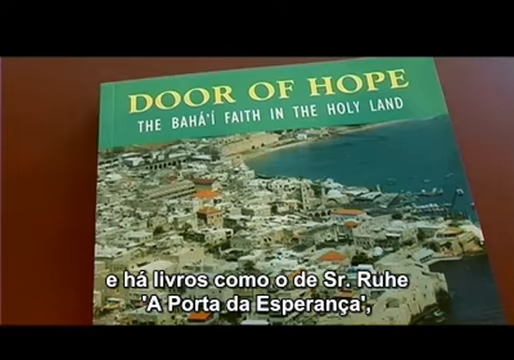 DOOR OF HOPE
THE BAHÁ'Í FAITH IN THE HOLY LAND
e há livros como o de Sr. Ruhe
'A Porta da Esperança',